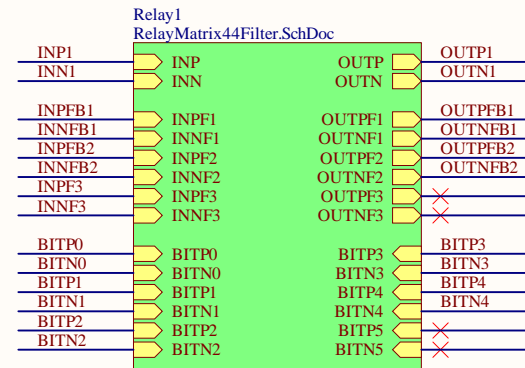 Relay1
RelayMatrix44Filter.SchDoc
INP1 INP OUTP OUTP1
INN1 INN OUTN OUTN1
INPFB1 INPF1 OUTPF1 OUTPFB1
INNFB1 INNF1 OUTNF1 OUTNFB1
INPFB2 INPF2 OUTPF2 OUTPFB2
INNFB2 INNF2 OUTNF2 OUTNFB2
INPF3 INPF3 OUTPF3
INNF3 INNF3 OUTNF3
BITP0 BITP0 BITP3 BITP3
BITN0 BITN0 BITN3 BITN3
BITP1 BITP1 BITP4 BITP4
BITN1 BITN1 BITN4 BITN4
BITP2 BITP2 BITP5
BITN2 BITN2 BITN5